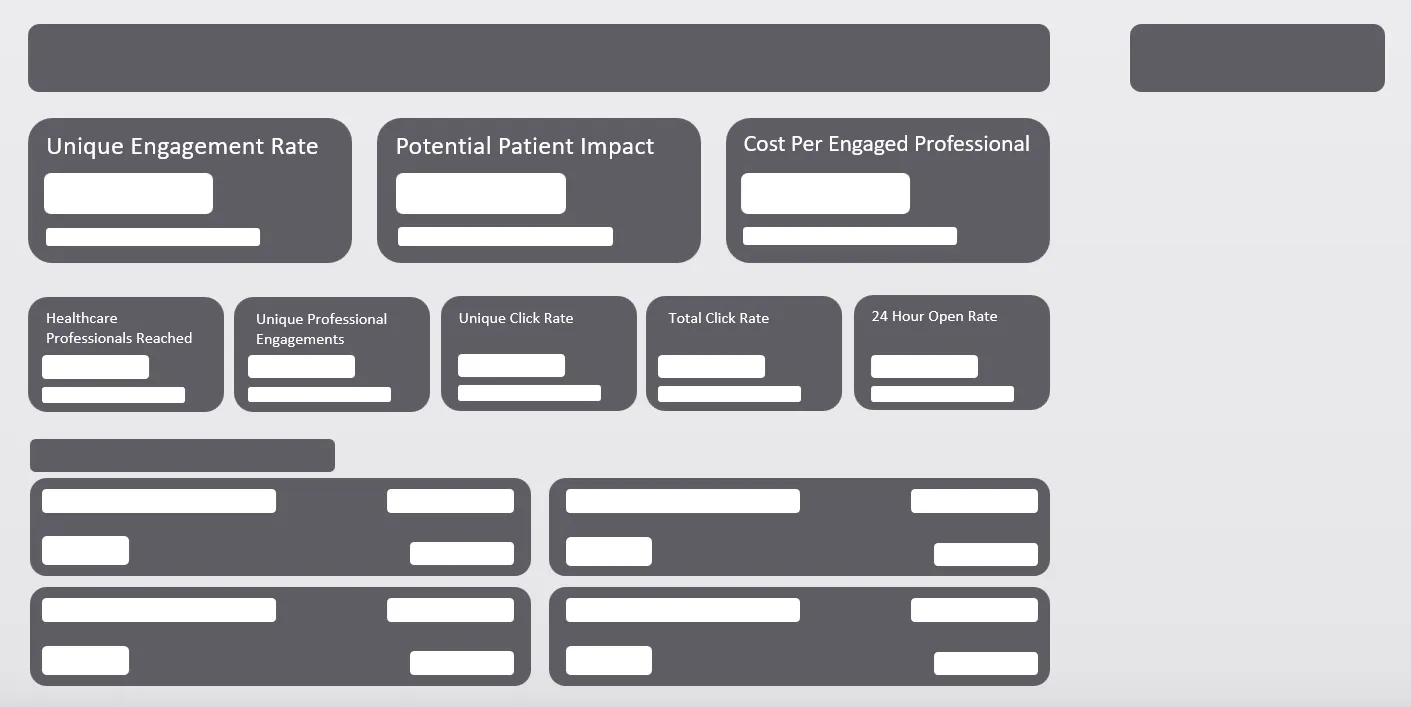 Unique Engagement Rate
Potential Patient Impact
Cost Per Engaged Professional
Healthcare
Professionals Reached
Unique Professional
Engagements
Unique Click Rate
Total Click Rate
24 Hour Open Rate